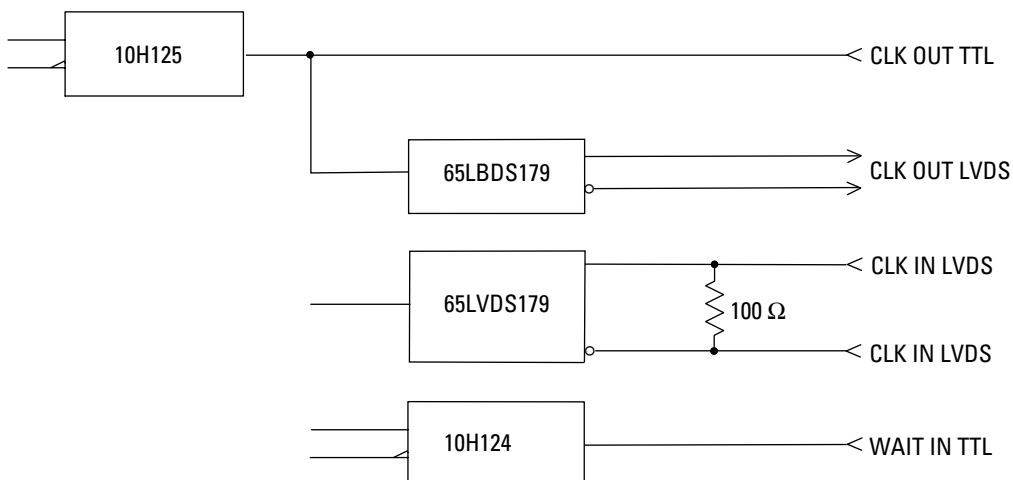 10H125
CLK OUT TTL
65LBDS179
CLK OUT LVDS
CLK IN LVDS
65LVDS179
100 Ω
CLK IN LVDS
10H124
WAIT IN TTL